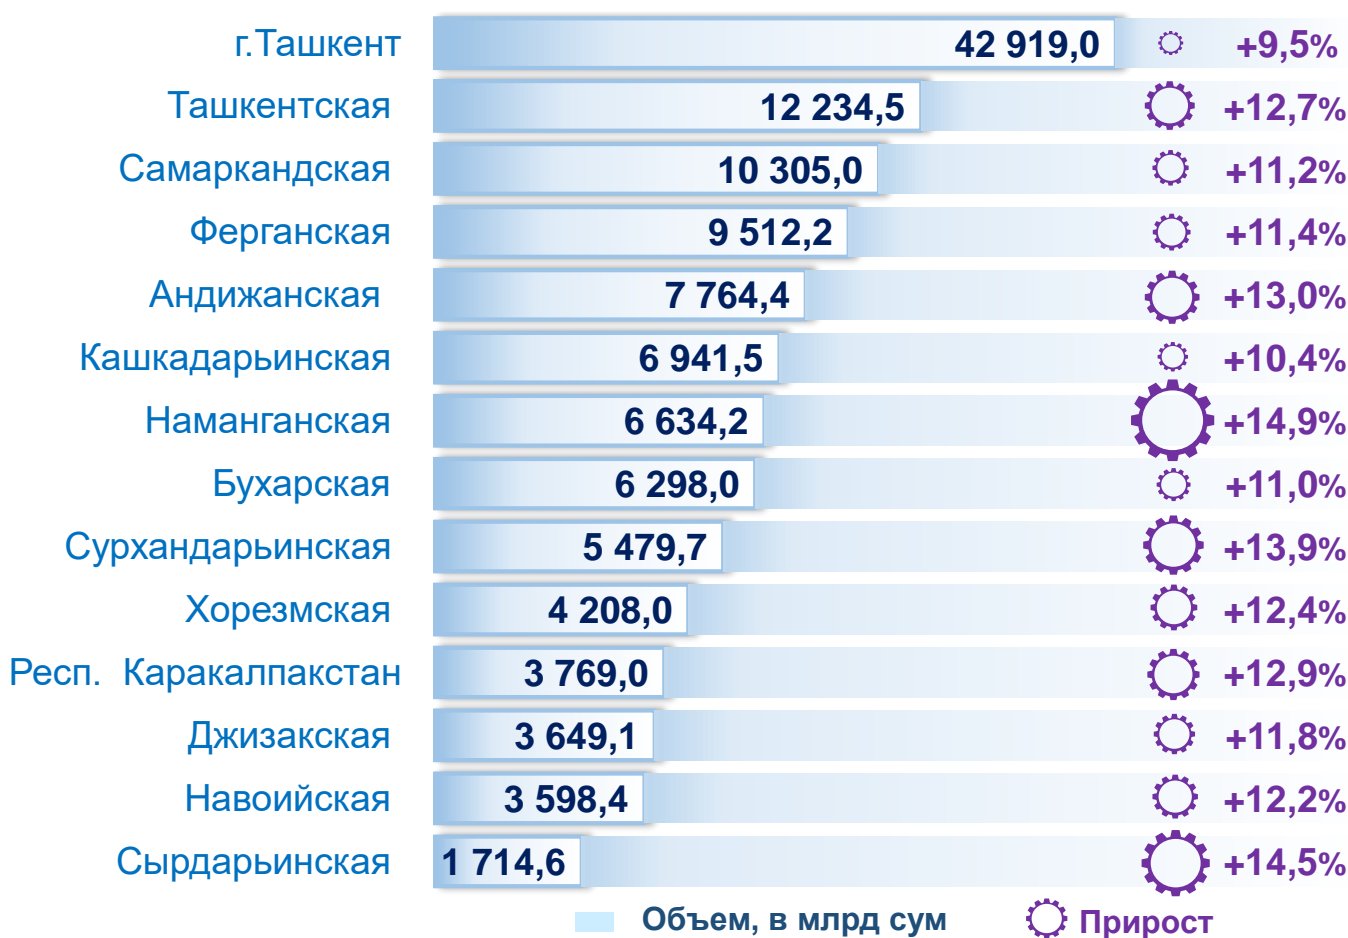 г.Ташкент 42 919,0 +9,5%
Ташкентская 12 234,5 +12,7%
Самаркандская 10 305,0 +11,2%
Ферганская 9 512,2 +11,4%
Андижанская 7 764,4 +13,0%
Кашкадарьинская 6 941,5 +10,4%
Наманганская 6 634,2 +14,9%
Бухарская 6 298,0 +11,0%
Сурхандарьинская 5 479,7 +13,9%
Хорезмская 4 208,0 +12,4%
Респ. Каракалпакстан 3 769,0 +12,9%
Джизакская 3 649,1 +11,8%
Навоийская 3 598,4 +12,2%
Сырдарьинская 1 714,6 +14,5%
Объем, в млрд сум Прирост